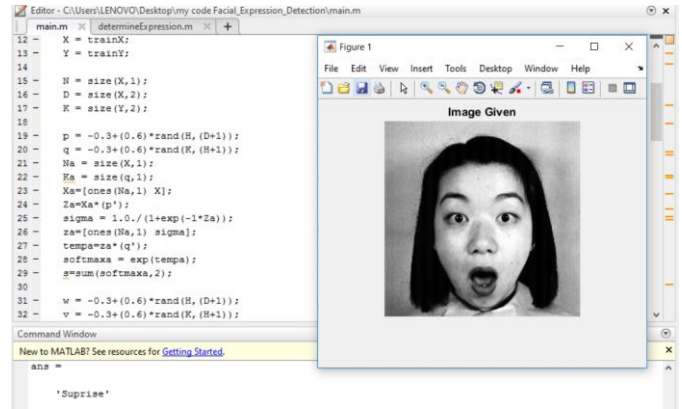 Editor - C:\Users\LENOVO\Desktop\my code Facial_Expression_Detection\main.m
main.m
determineExpression.m
12 - X = trainX;
13 - Y = trainY;
14
15 - N = size(X,1);
16 - D = size(X,2);
17 - K = size(Y,2);
18
19 - p = -0.3+(0.6)*rand(H,(D+1));
20 - q = -0.3+(0.6)*rand(K,(H+1));
21 - Na = size(X,1);
22 - Ka = size(q,1);
23 - Xa=[ones(Na,1) X];
24 - Za=Xa*(p');
25 - sigma = 1.0./(1+exp(-1*Za));
26 - za=[ones(Na,1) sigma];
27 - tempa=za*(q');
28 - softmaxa = exp(tempa);
29 - s=sum(softmaxa,2);
30
31 - w = -0.3+(0.6)*rand(H,(D+1));
32 - v = -0.3+(0.6)*rand(K,(H+1));
Figure 1
File Edit View Insert Tools Desktop Window Help
Image Given
Command Window
New to MATLAB? See resources for Getting Started.
ans =
'Suprise'